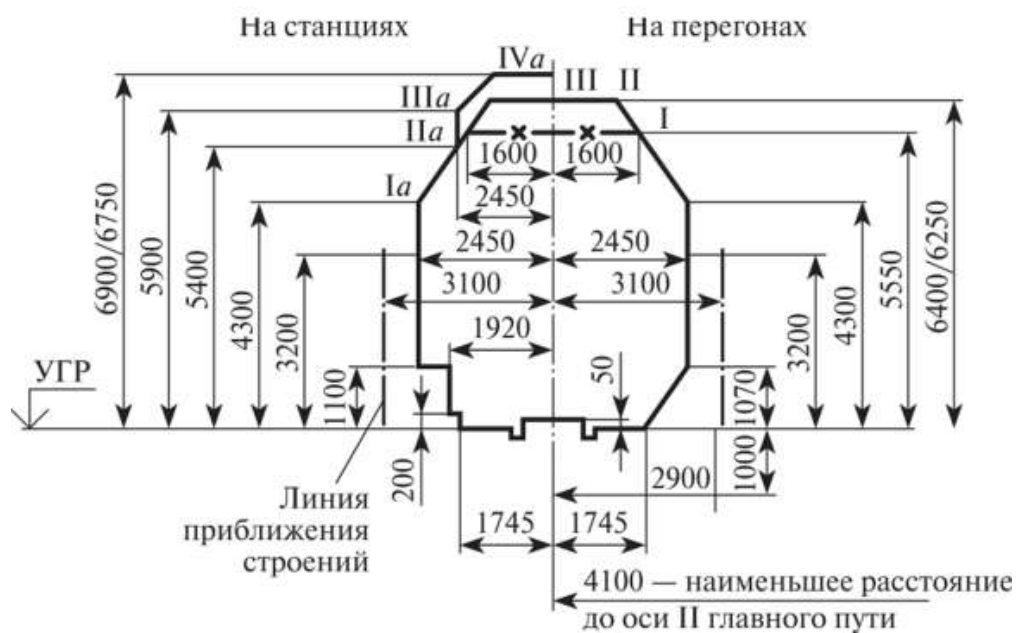 На станциях
На перегонах
IVa
III II
IIIa
I
IIa
1600 1600
Ia
2450
2450 2450
3100 3100
1920
6900/6750
5900
5400
4300
3200
1100
200
50
3200
4300
5550
6400/6250
1070
1000
УГР
2900
Линия
приближения
строений
1745 1745
4100 — наименьшее расстояние
до оси II главного пути